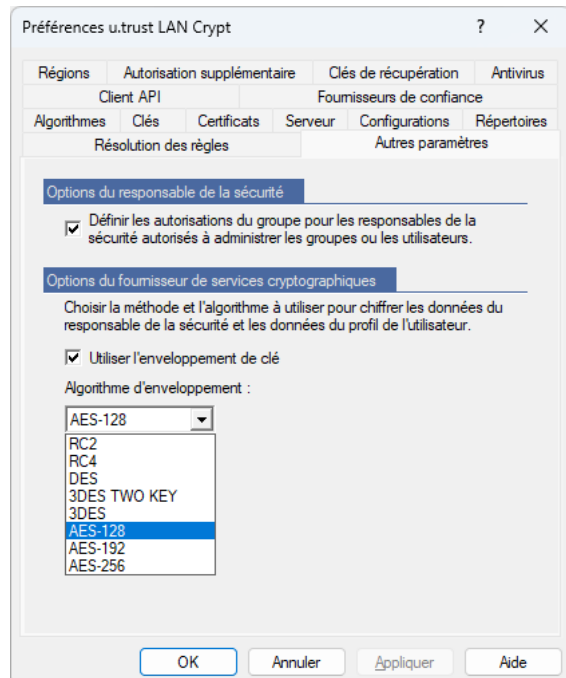 Préférences u.trust LAN Crypt
?
Régions
Autorisation supplémentaire
Clés de récupération
Antivirus
Client API
Fournisseurs de confiance
Algorithmes
Clés
Certificats
Serveur
Configurations
Répertoires
Résolution des règles
Autres paramètres
Options du responsable de la sécurité
Définir les autorisations du groupe pour les responsables de la
sécurité autorisés à administrer les groupes ou les utilisateurs.
Options du fournisseur de services cryptographiques
Choisir la méthode et l'algorithme à utiliser pour chiffrer les données du
responsable de la sécurité et les données du profil de l'utilisateur.
Utiliser l'enveloppement de clé
Algorithme d'enveloppement :
AES-128
RC2
RC4
DES
3DES TWO KEY
3DES
AES-128
AES-192
AES-256
OK
Annuler
Appliquer
Aide